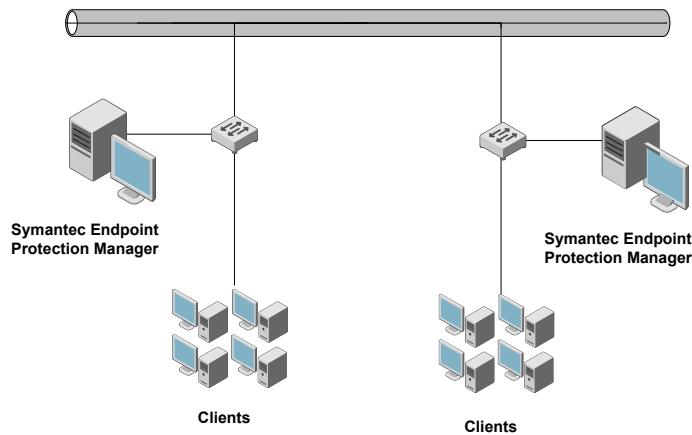 Symantec Endpoint
Protection Manager
Symantec Endpoint
Protection Manager
Clients
Clients